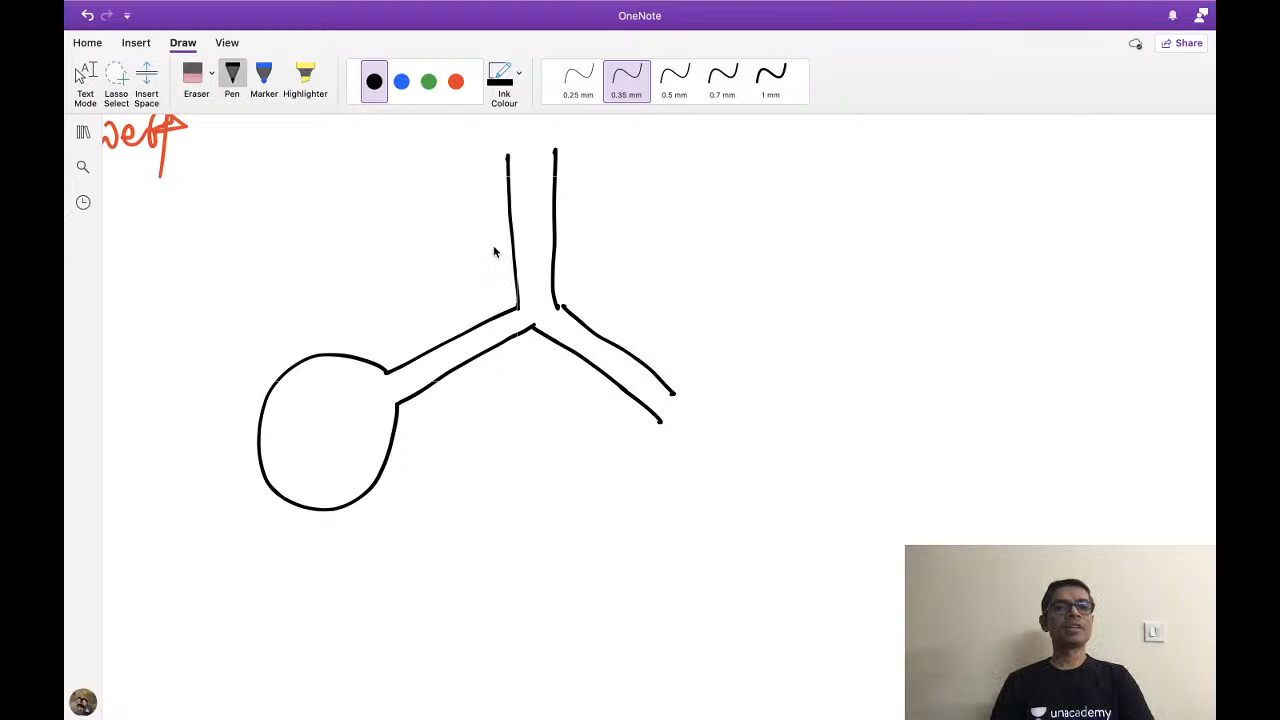 OneNote
Home Insert Draw View
Share
Text Mode
Lasso Select
Insert Space
Eraser
Pen
Marker
Highlighter
Ink Colour
0.25 mm
0.35 mm
0.5 mm
0.7 mm
1 mm
unacademy